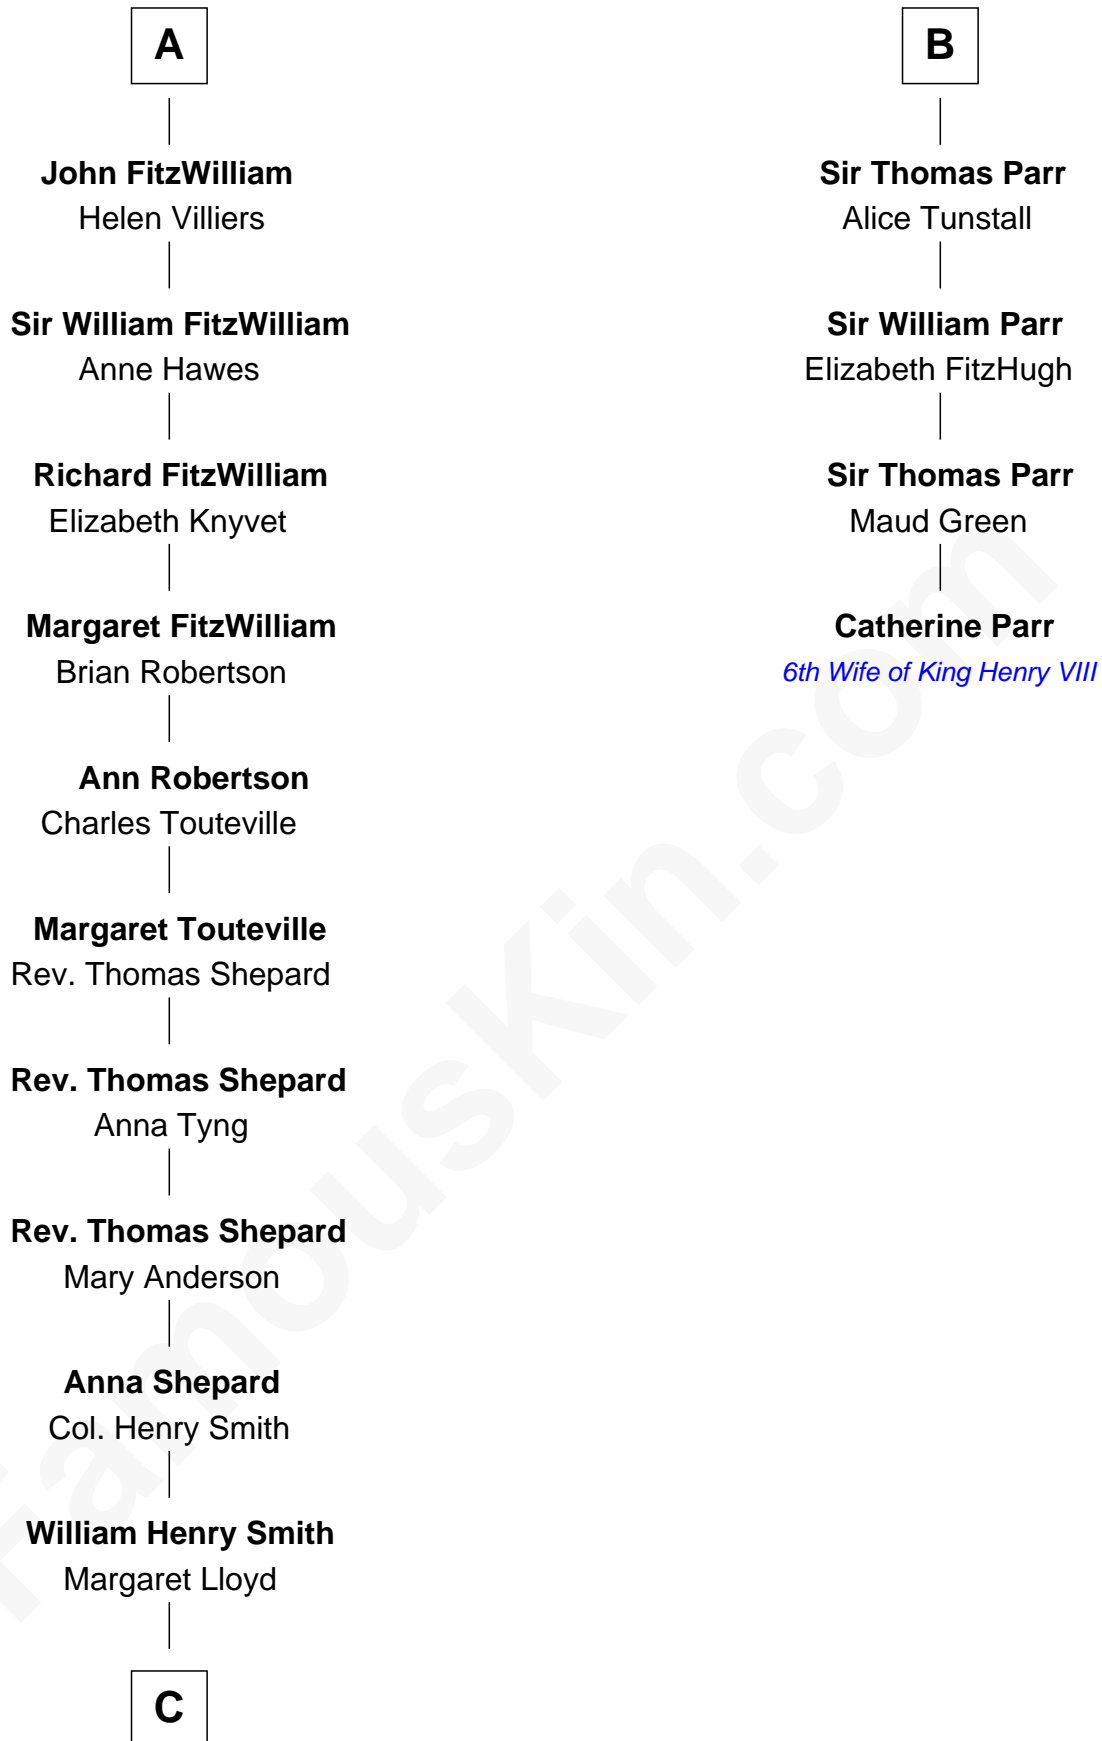 A
John FitzWilliam
Helen Villiers
Sir William FitzWilliam
Anne Hawes
Richard FitzWilliam
Elizabeth Knyvet
Margaret FitzWilliam
Brian Robertson
Ann Robertson
Charles Touteville
Margaret Touteville
Rev. Thomas Shepard
Rev. Thomas Shepard
Anna Tyng
Rev. Thomas Shepard
Mary Anderson
Anna Shepard
Col. Henry Smith
William Henry Smith
Margaret Lloyd
C
B
Sir Thomas Parr
Alice Tunstall
Sir William Parr
Elizabeth FitzHugh
Sir Thomas Parr
Maud Green
Catherine Parr
6th Wife of King Henry VIII
FamousKin.com